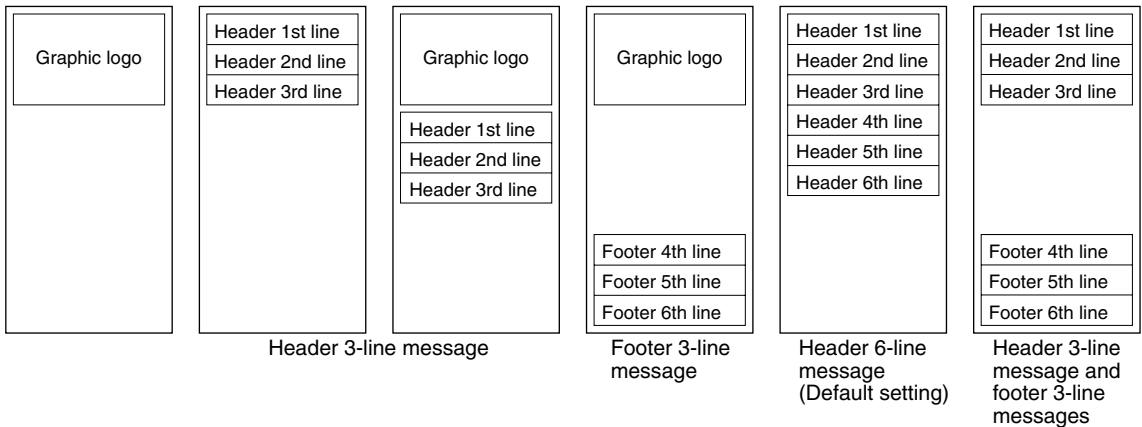 Graphic logo
Header 1st line
Header 2nd line
Header 3rd line
Graphic logo
Header 1st line
Header 2nd line
Header 3rd line
Header 3-line message
Graphic logo
Footer 4th line
Footer 5th line
Footer 6th line
Footer 3-line
message
Header 1st line
Header 2nd line
Header 3rd line
Header 4th line
Header 5th line
Header 6th line
Header 6-line
message
(Default setting)
Header 1st line
Header 2nd line
Header 3rd line
Footer 4th line
Footer 5th line
Footer 6th line
Header 3-line
message and
footer 3-line
messages